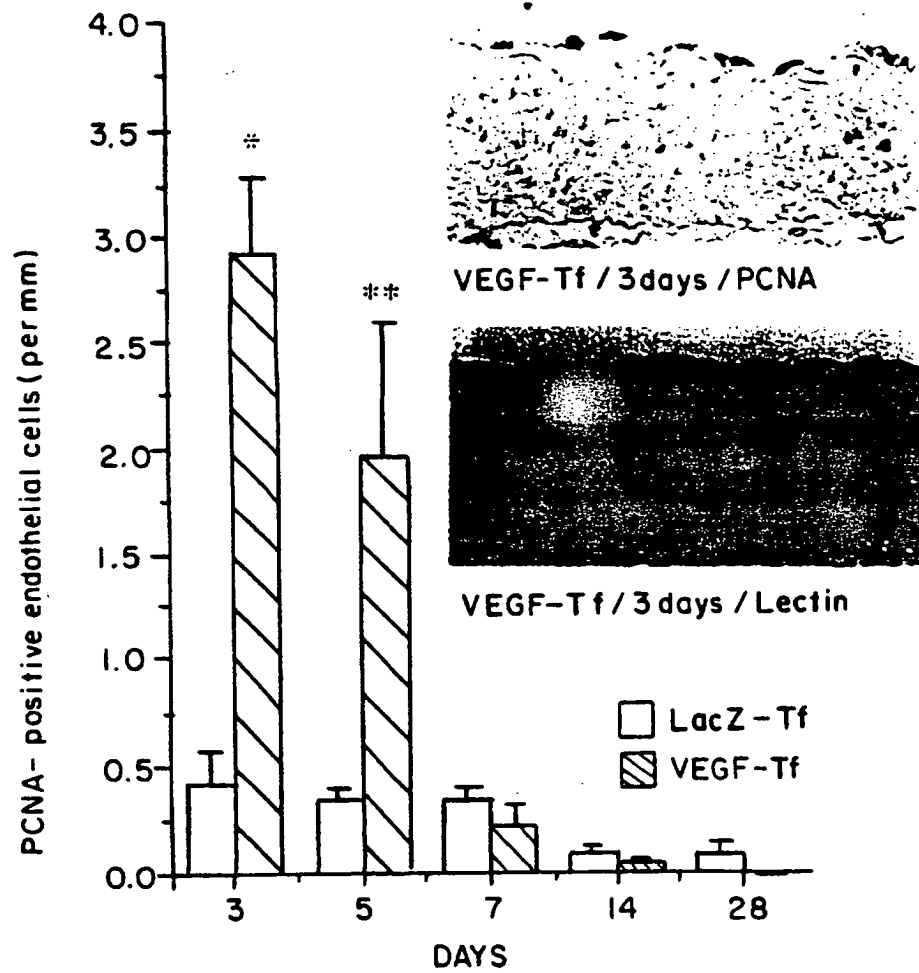 PCNA- positive endothelial cells (per mm)
4.0
3.5
3.0
2.5
2.0
1.5
1.0
0.5
0.0
*
**
VEGF-Tf / 3days / PCNA
VEGF-Tf / 3 days / Lectin
LacZ-Tf
VEGF-Tf
3 5 7 14 28
DAYS